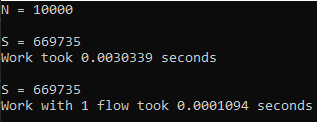 N = 10000
S = 669735
Work took 0.0030339 seconds
S = 669735
Work with 1 flow took 0.0001094 seconds